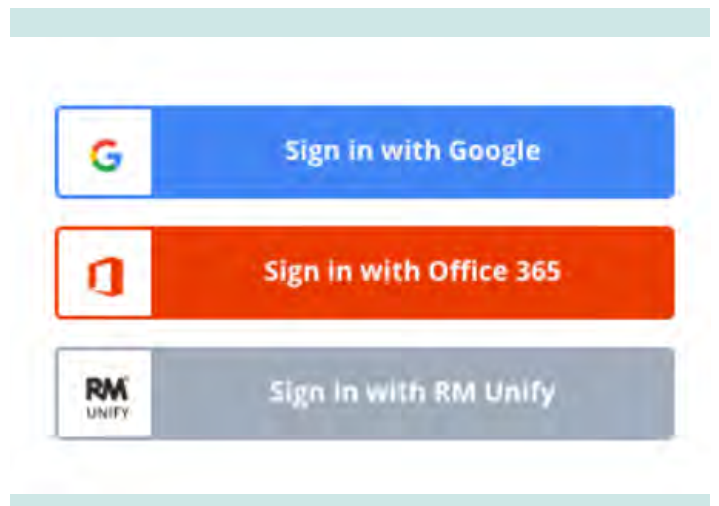 Sign in with Google
Sign in with Office 365
RM
UNIFY
Sign in with RM Unify